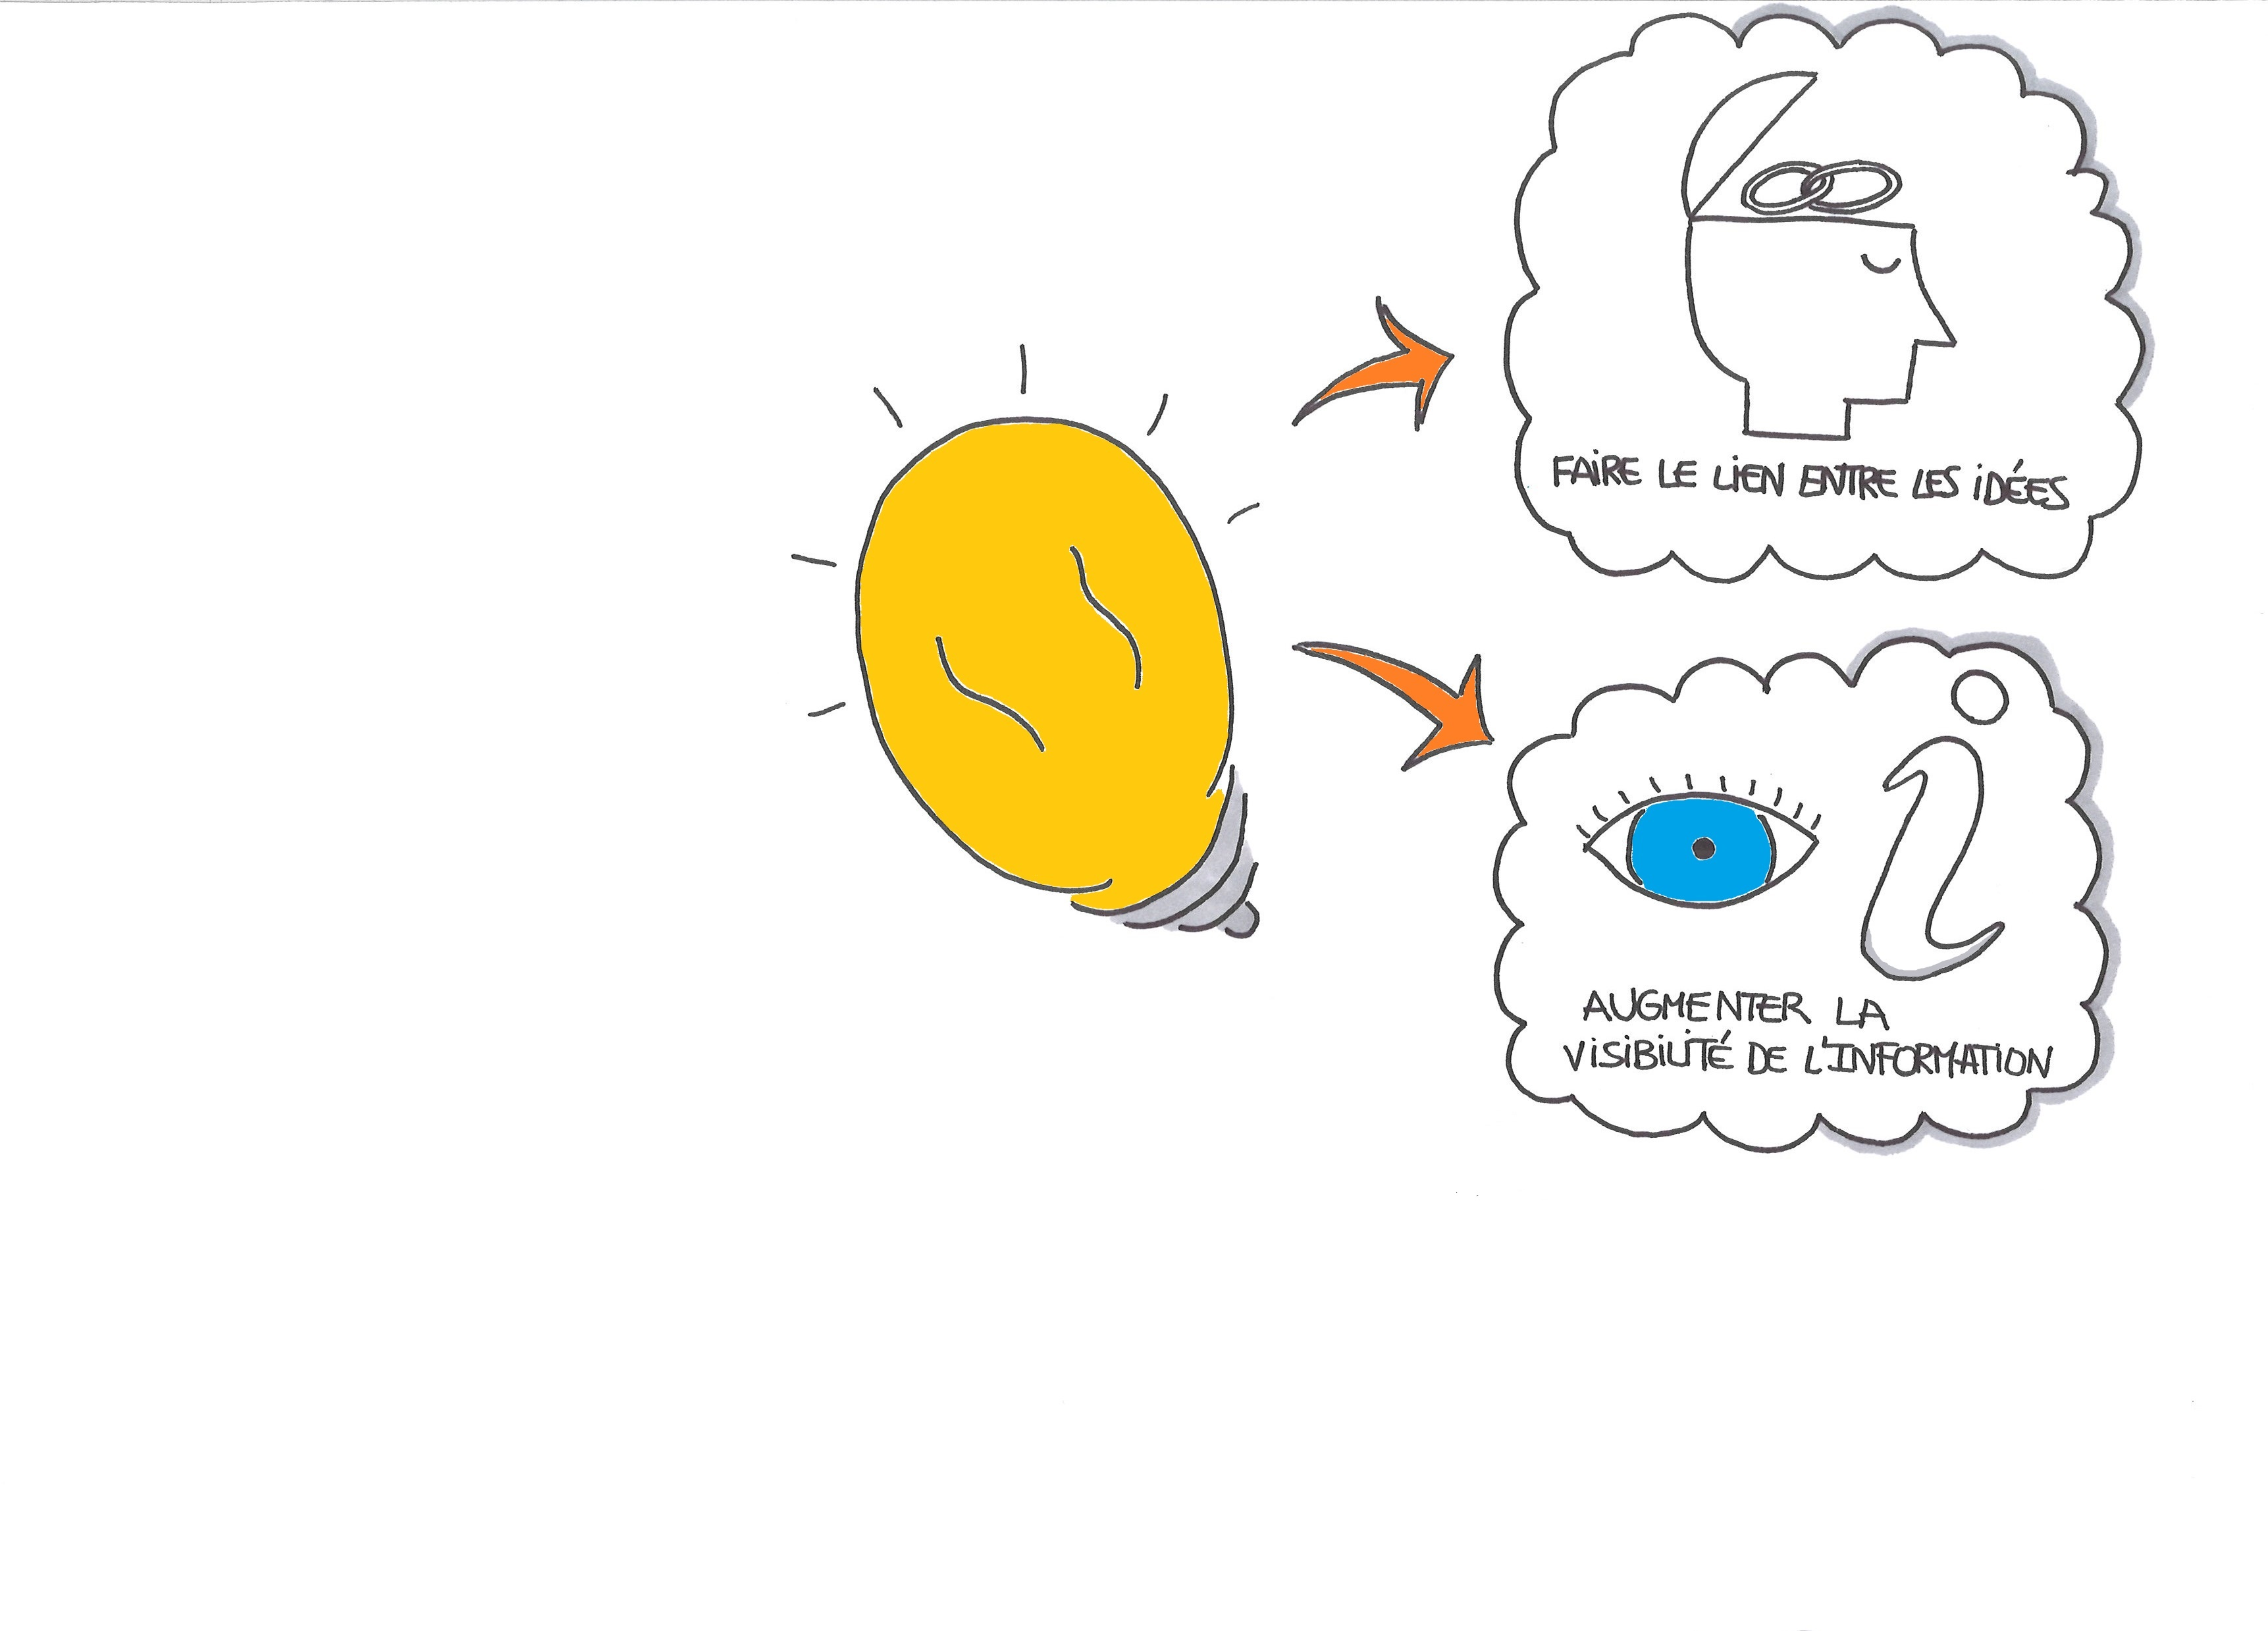 FAIRE LE LIEN ENTRE LES IDÉES
i
AUGMENTER LA
VISIBILITÉ DE L'INFORMATION